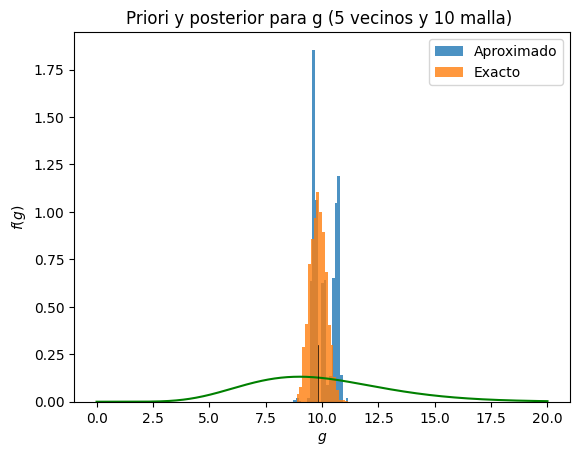 Priori y posterior para g (5 vecinos y 10 malla)
Aproximado
Exacto
f(g)
1.75
1.50
1.25
1.00
0.75
0.50
0.25
0.00
0.0 2.5 5.0 7.5 10.0 12.5 15.0 17.5 20.0
g